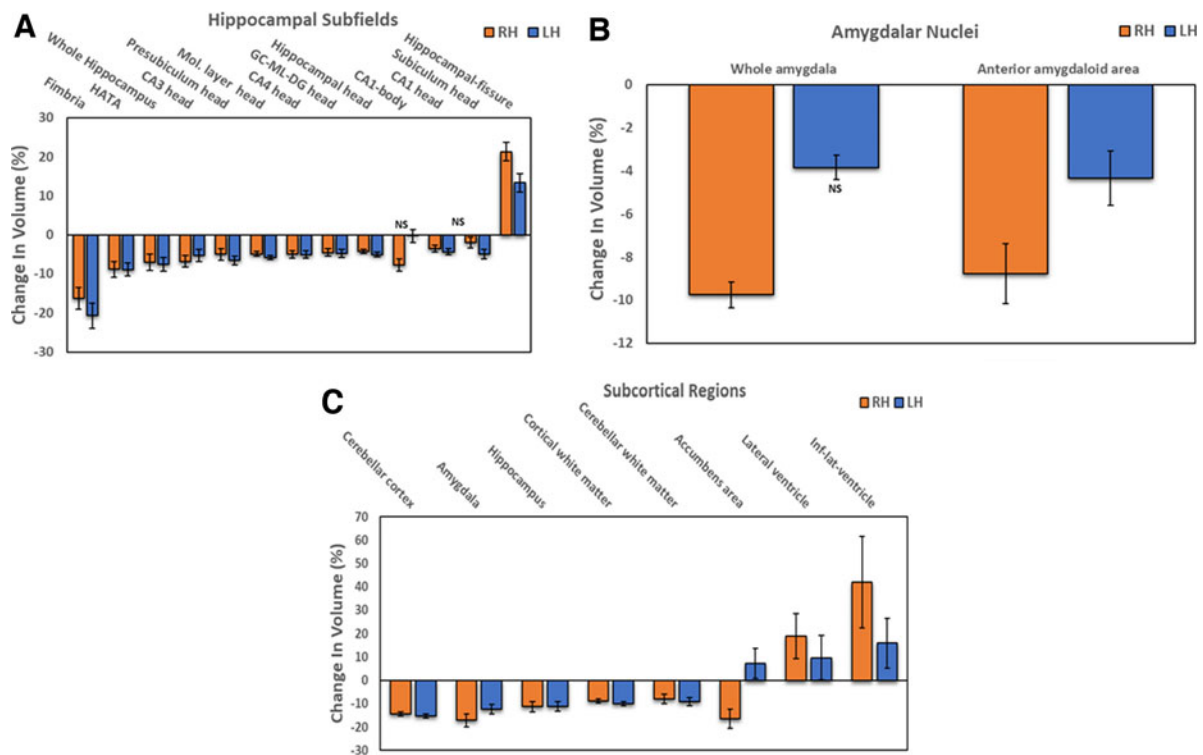 A
Hippocampal Subfields
RH LH
Fimbria
HATA
Whole Hippocampus
CA3 head
Presubiculum head
Mol. layer head
CA4 head
GC-ML-DG head
Hippocampal head
CA1-body
CA1 head
Subiculum head
Hippocampal-fissure
Change In Volume (%)
30
20
10
0
-10
-20
-30
NS
NS
B
Amygdalar Nuclei
RH LH
Whole amygdala
Anterior amygdaloid area
Change In Volume (%)
0
-2
-4
-6
-8
-10
-12
NS
C
Subcortical Regions
RH LH
Cerebellar cortex
Amygdala
Hippocampus
Cortical white matter
Cerebellar white matter
Accumbens area
Lateral ventricle
Inf-lat-ventricle
Change In Volume (%)
70
60
50
40
30
20
10
0
-10
-20
-30